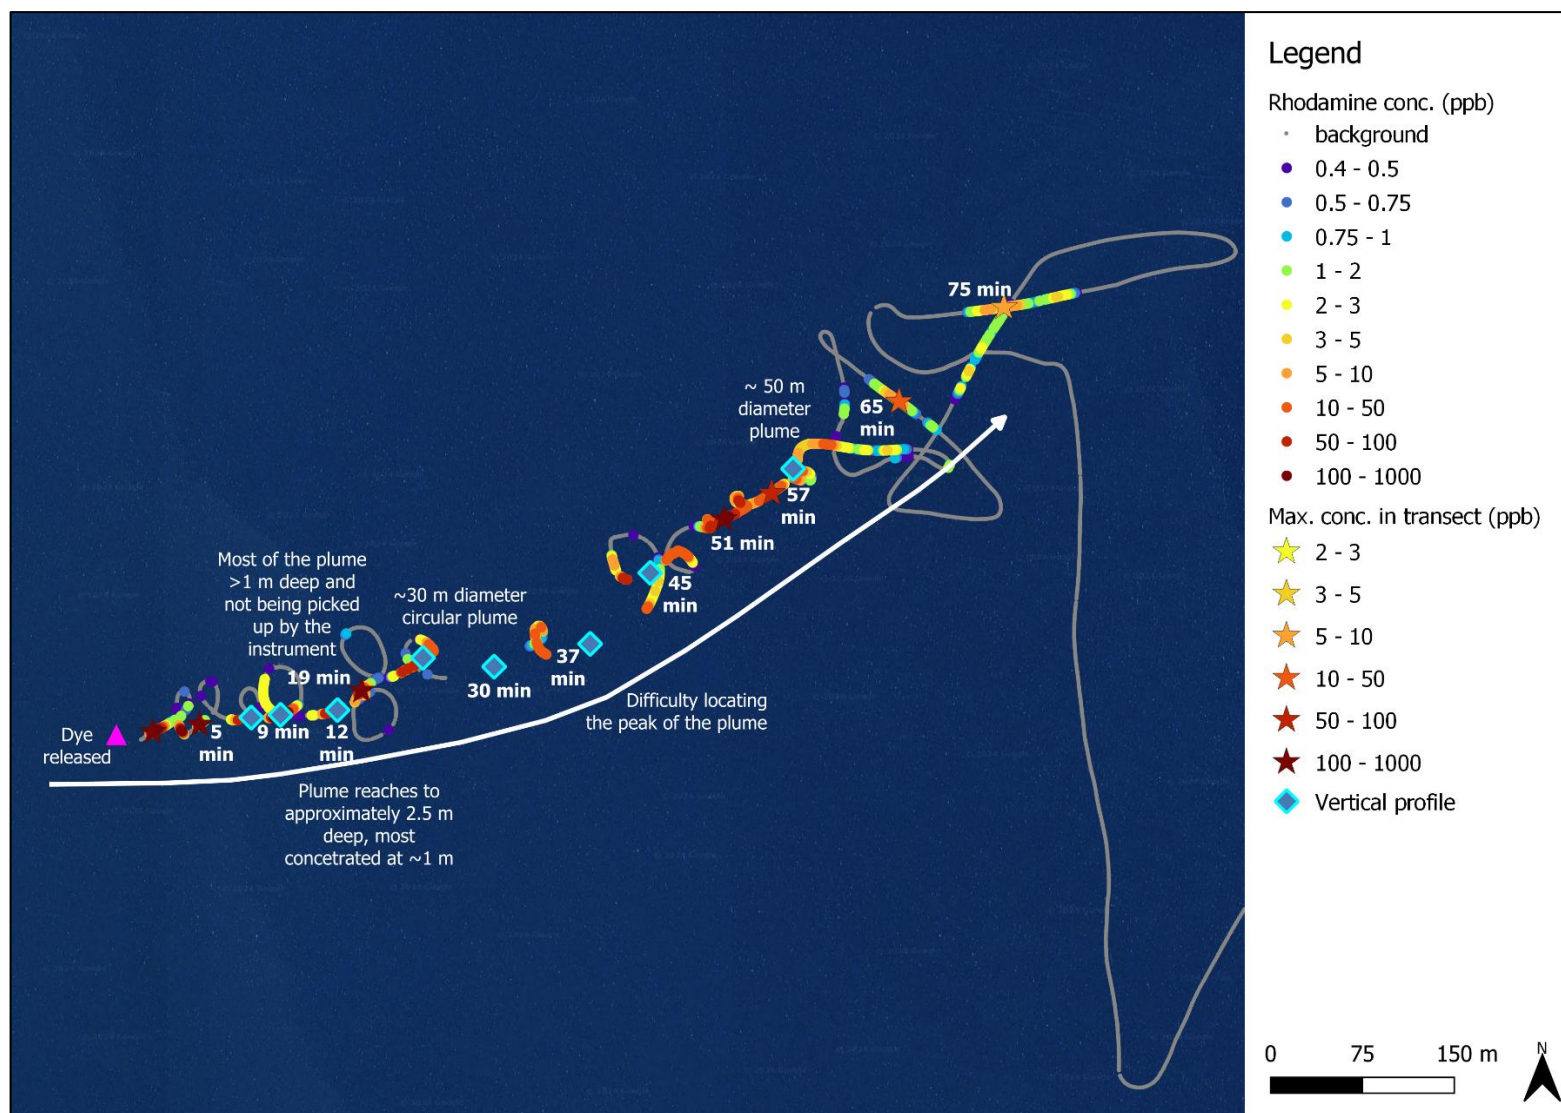 75 min
~ 50 m
diameter
plume
65
min
57
min
51 min
Most of the plume
>1 m deep and
not being picked
up by the
instrument
~30 m diameter
circular plume
45
min
19 min
37
min
30 min
Difficulty locating
the peak of the plume
Dye
released
5
min
9 min
12
min
Plume reaches to
approximately 2.5 m
deep, most
concetrated at ~1 m
Legend
Rhodamine conc. (ppb)
background
0.4 - 0.5
0.5 - 0.75
0.75 - 1
1 - 2
2 - 3
3 - 5
5 - 10
10 - 50
50 - 100
100 - 1000
Max. conc. in transect (ppb)
2 - 3
3 - 5
5 - 10
10 - 50
50 - 100
100 - 1000
Vertical profile
0 75 150 m
N